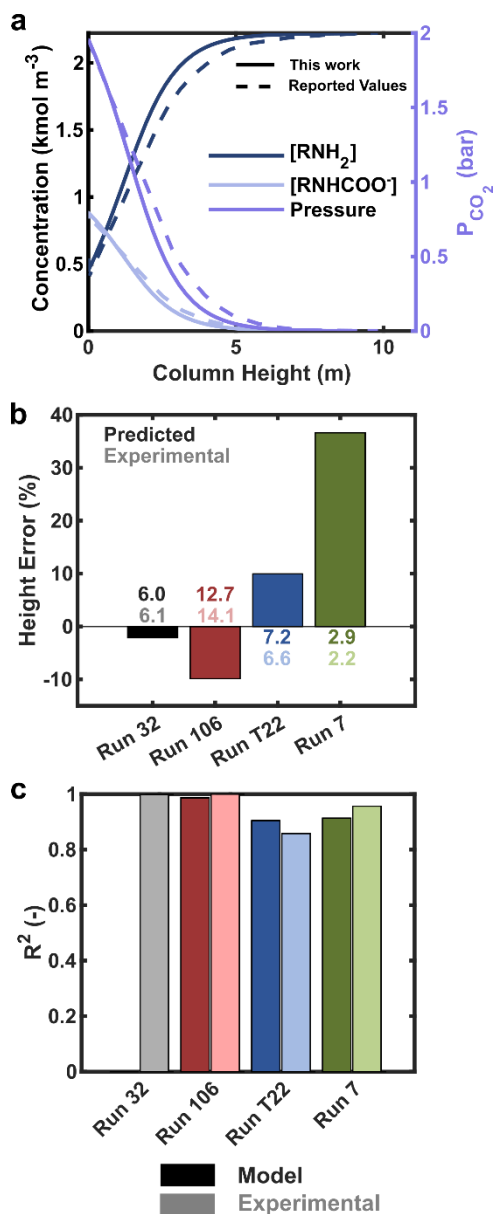 a
Concentration (kmol m⁻³)
2
1.5
1
0.5
0
This work
Reported Values
[RNH₂]
[RNHCOO⁻]
Pressure
2
1.5
1
0.5
0
P_CO₂ (bar)
0 5 10
Column Height (m)
b
Height Error (%)
40
30
20
10
0
-10
Predicted
Experimental
6.0 12.7
6.1 14.1
7.2 2.9
6.6 2.2
Run 32 Run 106 Run T22 Run 7
c
R² (-)
1
0.8
0.6
0.4
0.2
0
Run 32 Run 106 Run T22 Run 7
Model
Experimental